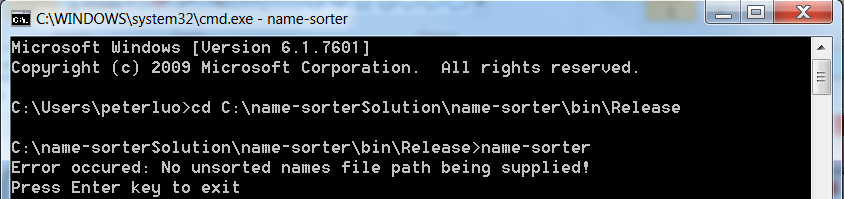 C:\WINDOWS\system32\cmd.exe - name-sorter
Microsoft Windows [Version 6.1.7601]
Copyright (c) 2009 Microsoft Corporation.  All rights reserved.
C:\Users\peterluo>cd C:\name-sorterSolution\name-sorter\bin\Release
C:\name-sorterSolution\name-sorter\bin\Release>name-sorter
Error occured: No unsorted names file path being supplied!
Press Enter key to exit